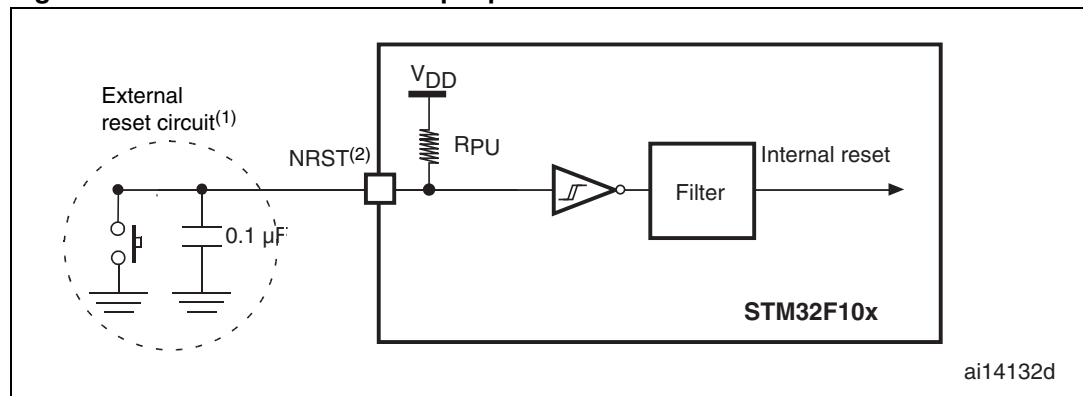 External
reset circuit(1)
VDD
RPU
NRST(2)
Internal reset
Filter
0.1 µF
STM32F10x
ai14132d